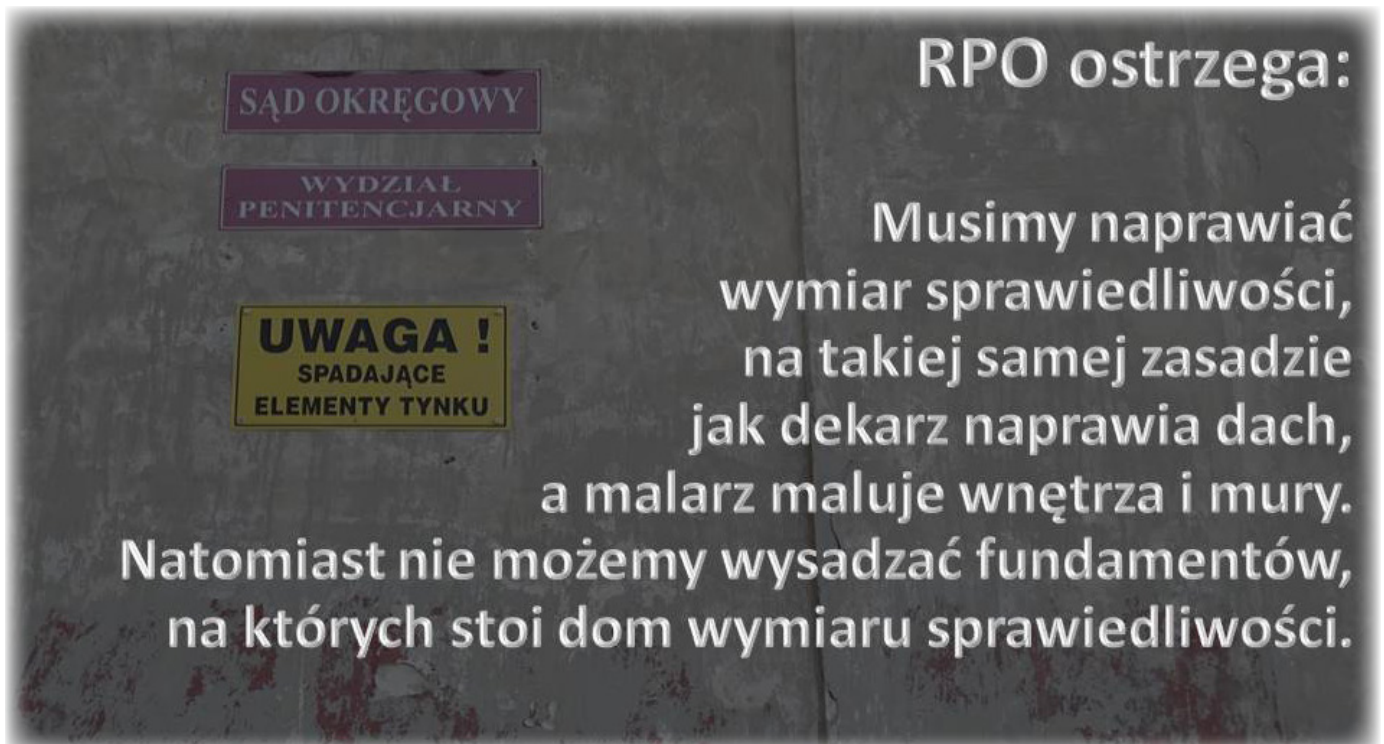 SĄD OKRĘGOWY
WYDZIAŁ
PENITENCJARNY
UWAGA !
SPADAJĄCE
ELEMENTY TYNKU
RPO ostrzega:
Musimy naprawiać
wymiar sprawiedliwości,
na takiej samej zasadzie
jak dekarz naprawia dach,
a malarz maluje wnętrza i mury.
Natomiast nie możemy wysadzać fundamentów,
na których stoi dom wymiaru sprawiedliwości.